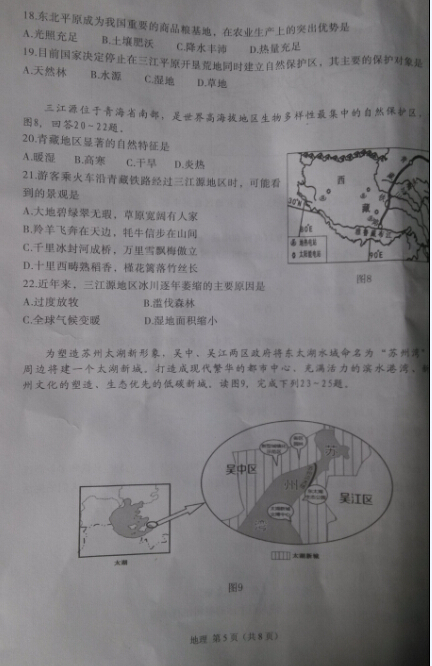 18.东北平原成为我国重要的商品粮基地，在农业生产上的突出优势是
A.光照充足 B.土壤肥沃 C.降水丰沛 D.热量充足
19.目前国家决定停止在三江平原开垦荒地同时建立自然保护区，其主要的保护对象是
A.天然林 B.水源 C.湿地 D.草地
三江源位于青海省南部，是世界高海拔地区生物多样性最集中的自然保护区，
图8，回答20-22题。
20.青藏地区显著的自然特征是
A.暖湿 B.高寒 C.干旱 D.炎热
21.游客乘火车沿青藏铁路经过三江源地区时，可能看
到的景观是
A.大地碧绿翠无暇，草原宽阔有人家
B.羚羊飞奔在天边，牦牛信步在山间
C.千里冰封河成桥，万里雪飘梅傲立
D.十里西畴熟稻香，槿花篱落竹丝长
22.近年来，三江源地区冰川逐年萎缩的主要原因是
A.过度放牧 B.滥伐森林
C.全球气候变暖 D.湿地面积缩小
西
藏
30°N
80°E
90°E
图8
为塑造苏州太湖新形象，吴中、吴江两区政府将东太湖水域命名为“苏州湾”
周边将建一个太湖新城，打造成现代繁华的都市中心、充满活力的滨水港湾、
州文化的塑造、生态优先的低碳新城。读图9，完成下列23-25题。
吴中区
苏
州
吴江区
太湖
太湖新城
图9
地理 第5页（共8页）